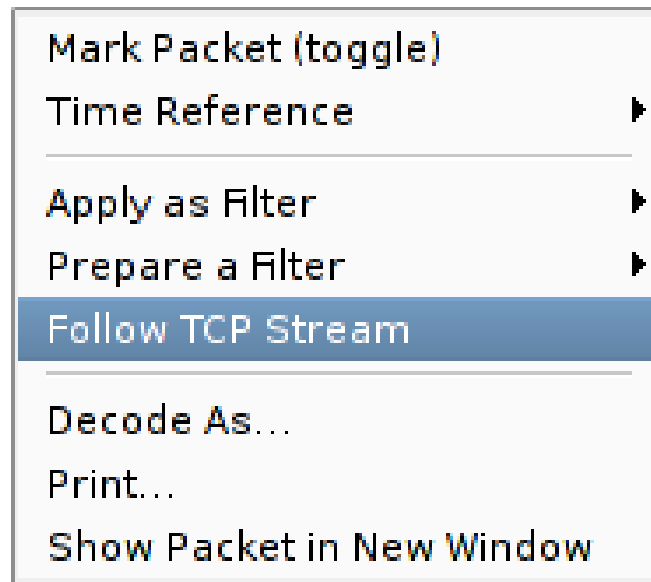 Mark Packet (toggle)
Time Reference
Apply as Filter
Prepare a Filter
Follow TCP Stream
Decode As...
Print...
Show Packet in New Window